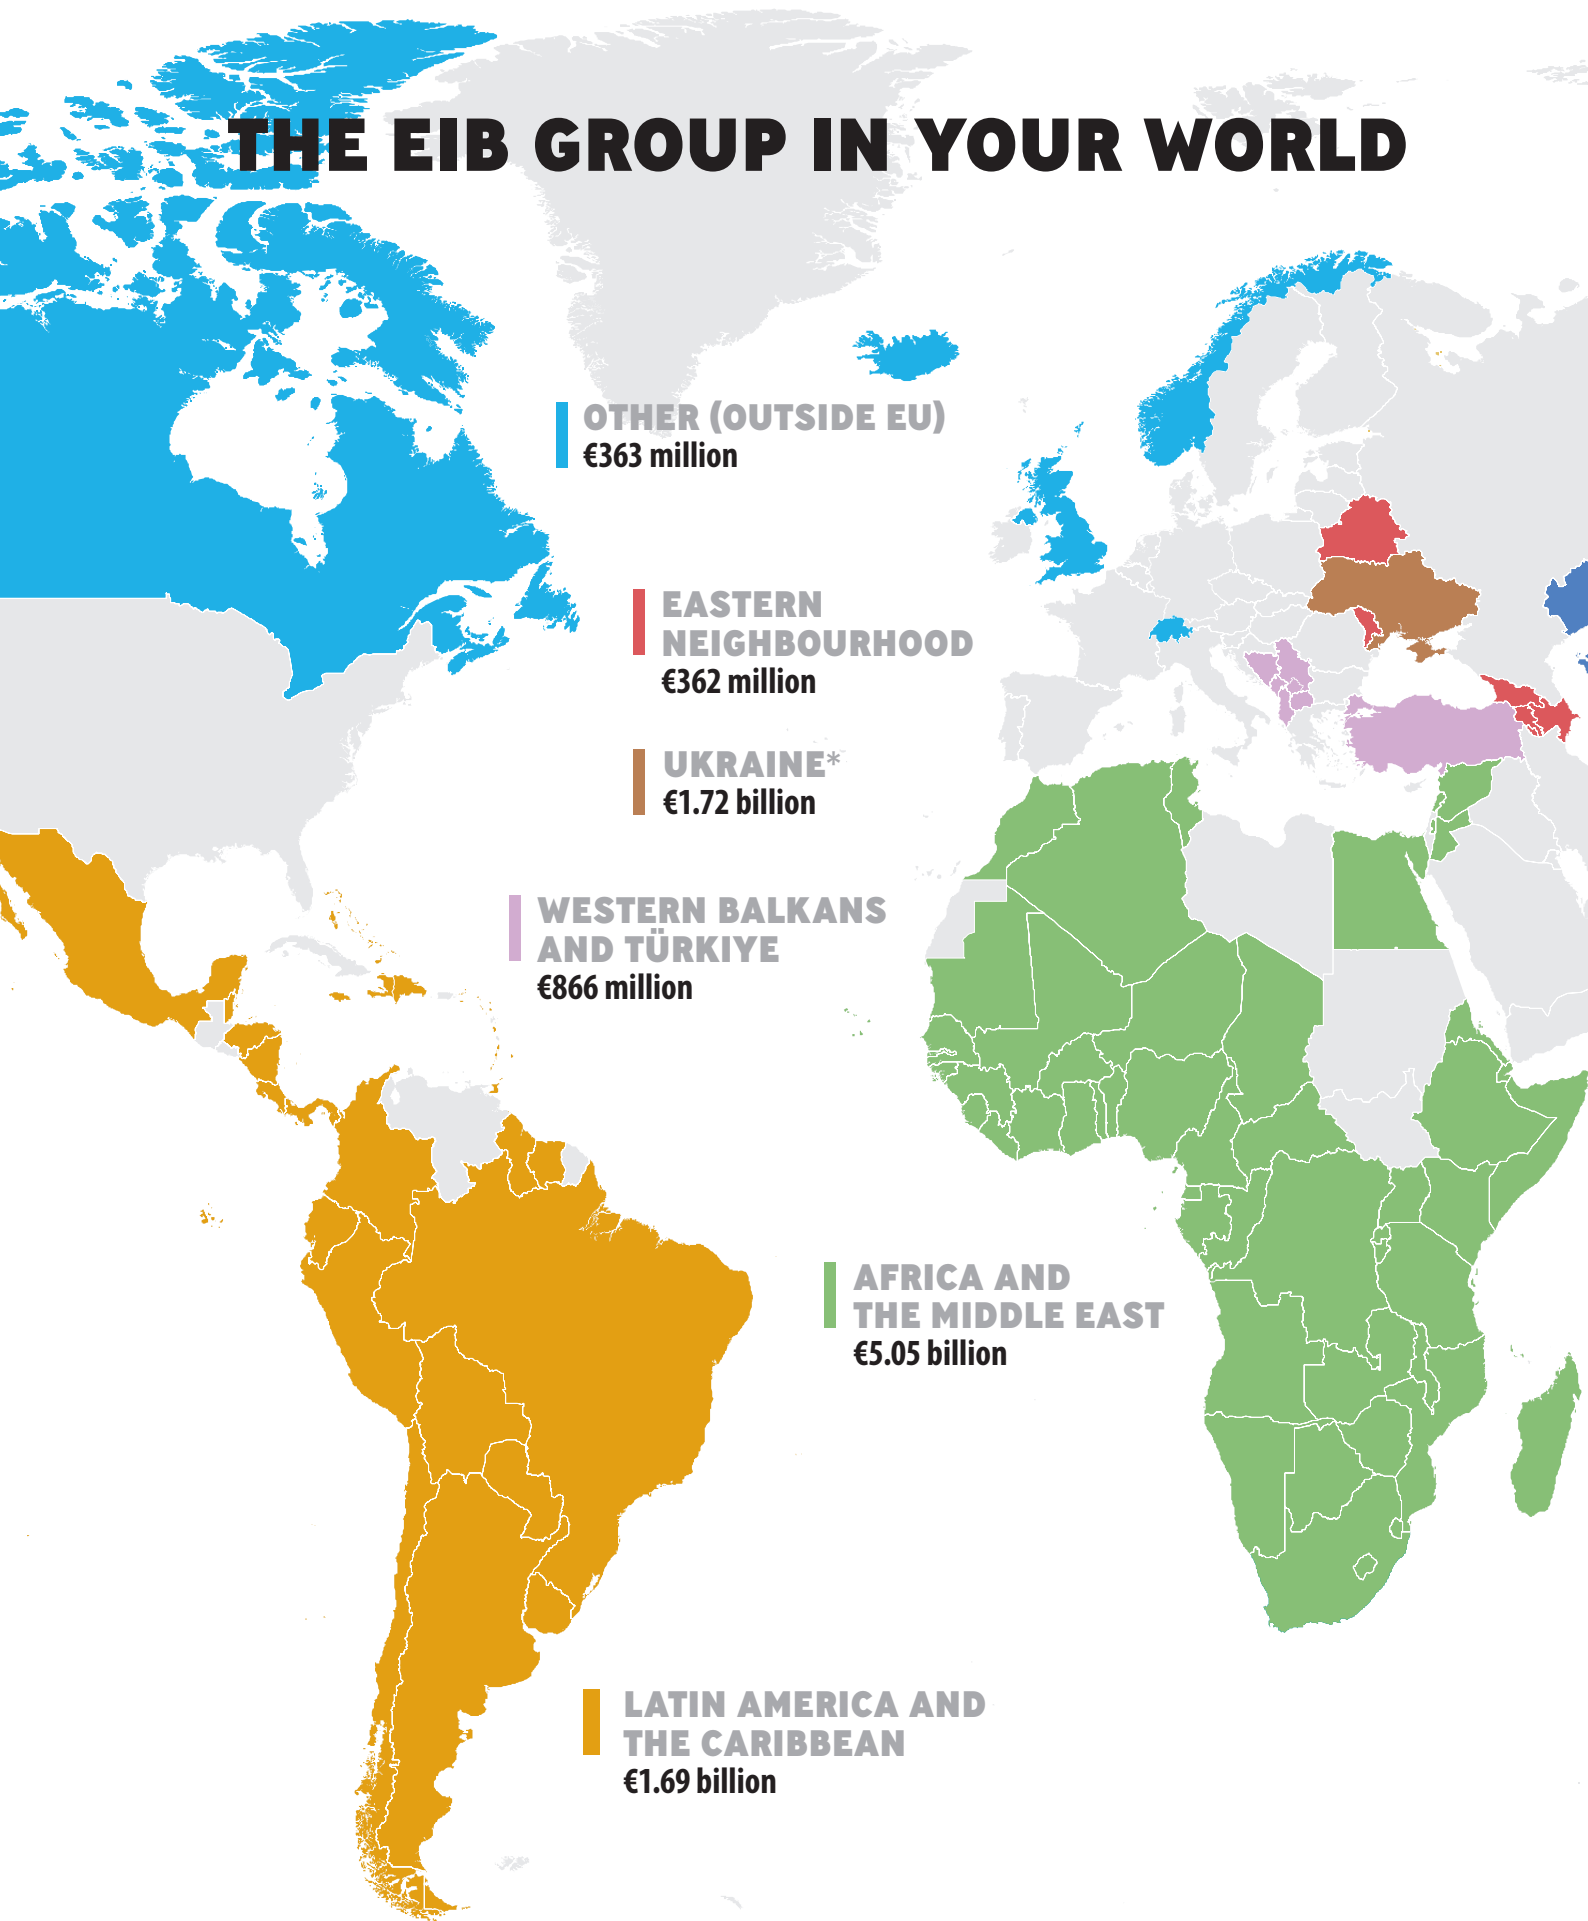 THE EIB GROUP IN YOUR WORLD
OTHER (OUTSIDE EU)
€363 million
EASTERN
NEIGHBOURHOOD
€362 million
UKRAINE*
€1.72 billion
WESTERN BALKANS
AND TÜRKIYE
€866 million
AFRICA AND
THE MIDDLE EAST
€5.05 billion
LATIN AMERICA AND
THE CARIBBEAN
€1.69 billion